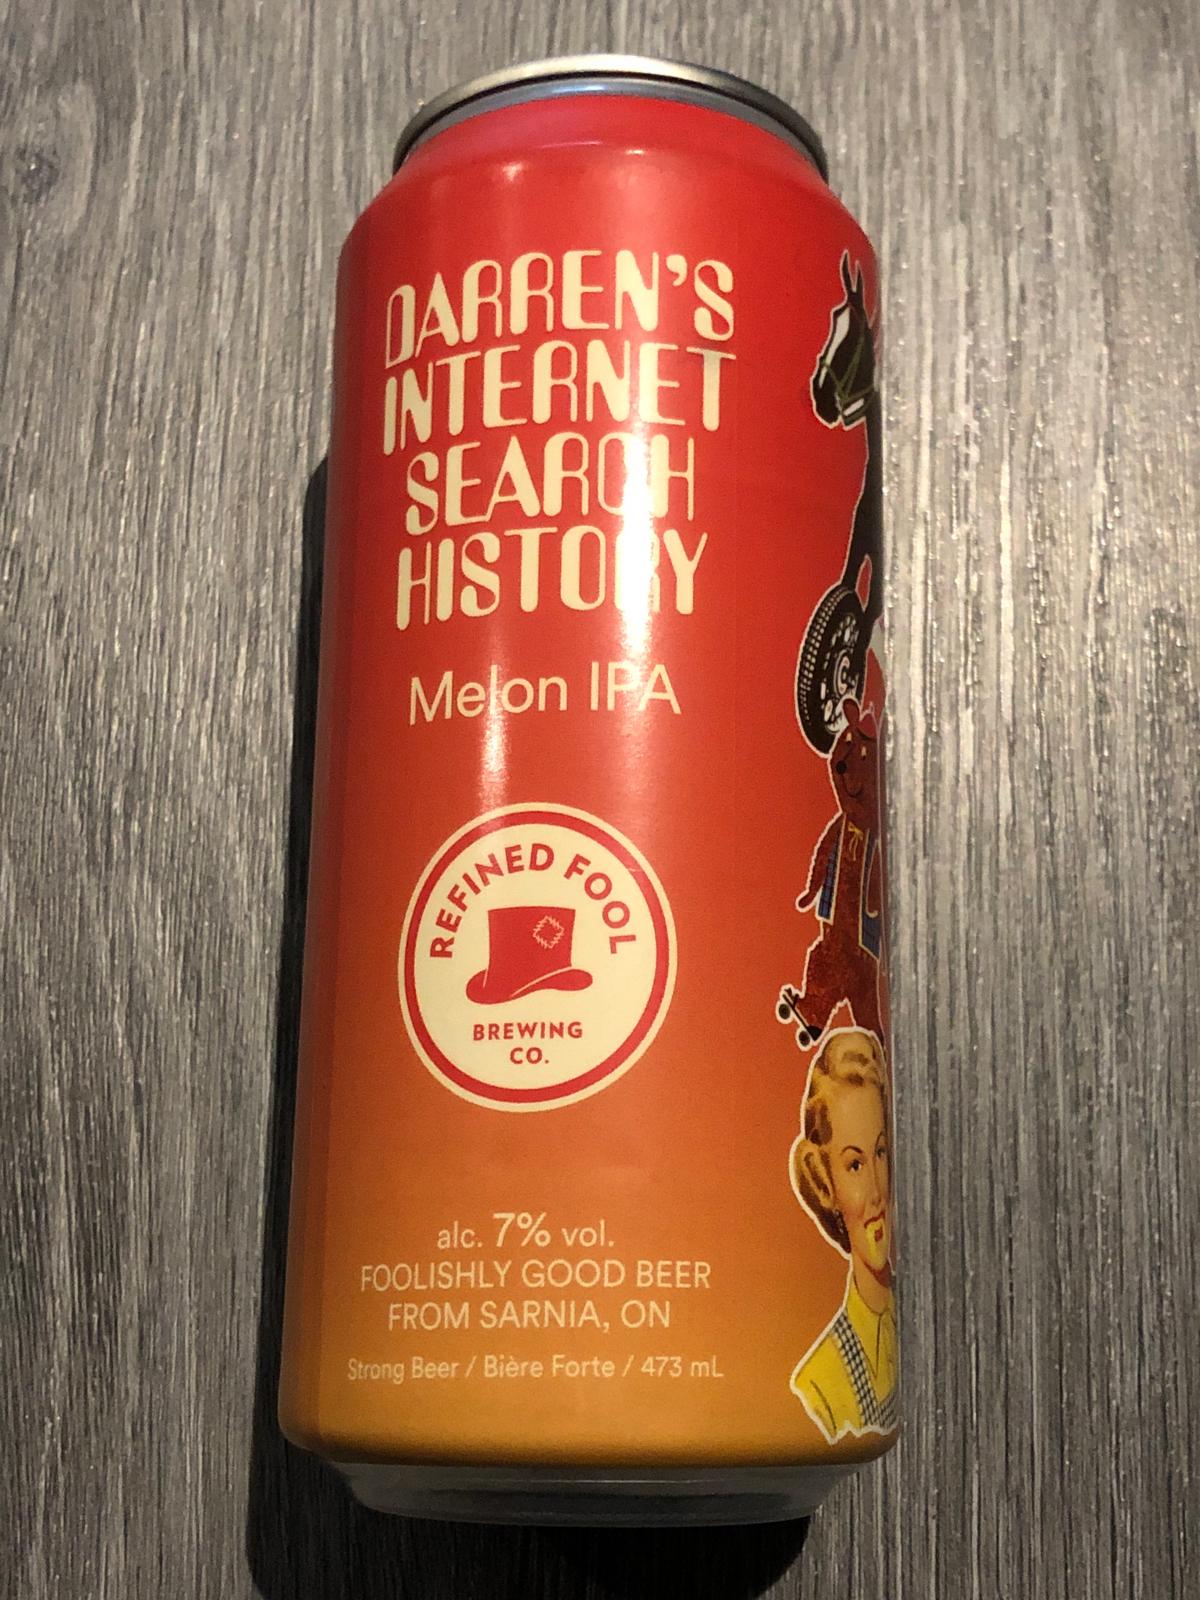 DARREN'S
INTERNET
SEARCH
HISTORY
Melon IPA
REFINED FOOL
BREWING
CO.
alc. 7% vol.
FOOLISHLY GOOD BEER
FROM SARNIA, ON
Strong Beer / Bière Forte / 473 mL